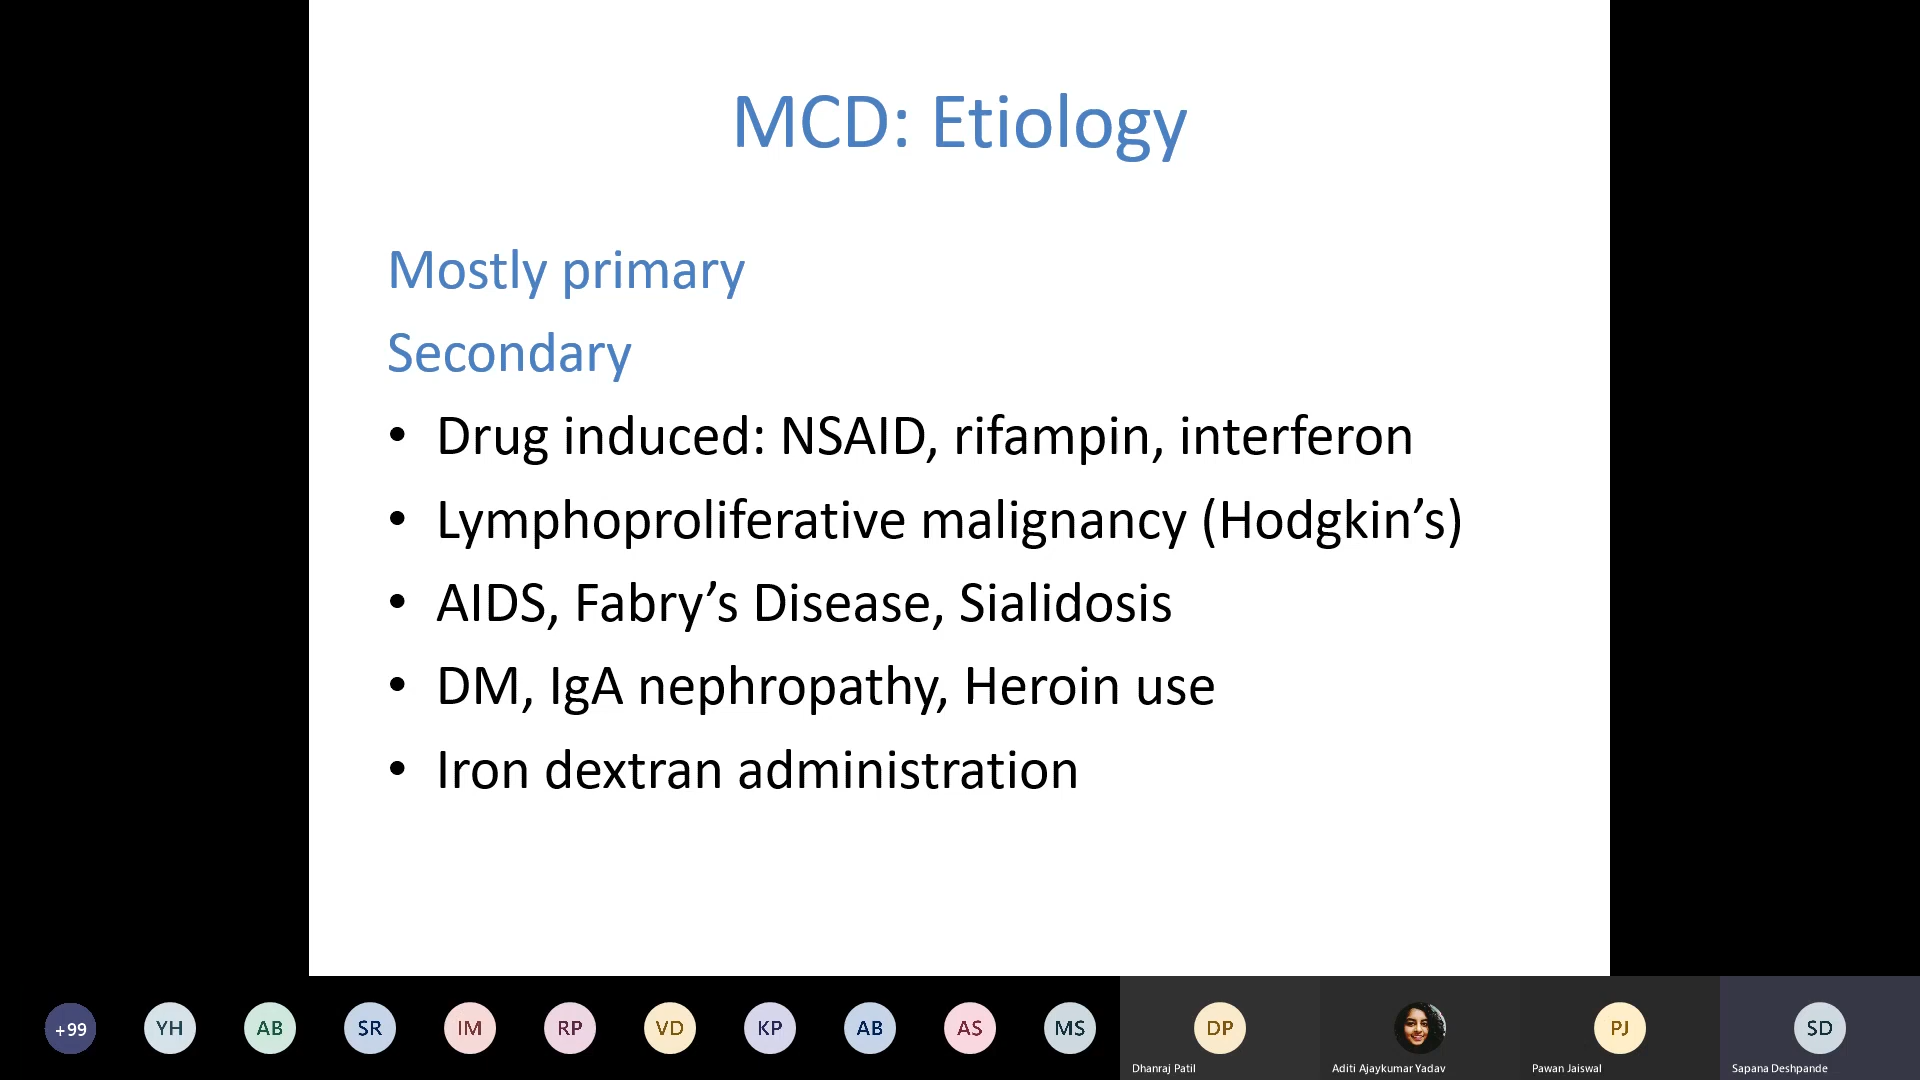 MCD: Etiology
Mostly primary
Secondary
• Drug induced: NSAID, rifampin, interferon
• Lymphoproliferative malignancy (Hodgkin’s)
• AIDS, Fabry’s Disease, Sialidosis
• DM, IgA nephropathy, Heroin use
• Iron dextran administration
+99 YH AB SR IM RP VD KP AB AS MS DP PJ SD
Dhanraj Patil Aditi Ajaykumar Yadav Pawan Jaiswal Sapana Deshpande